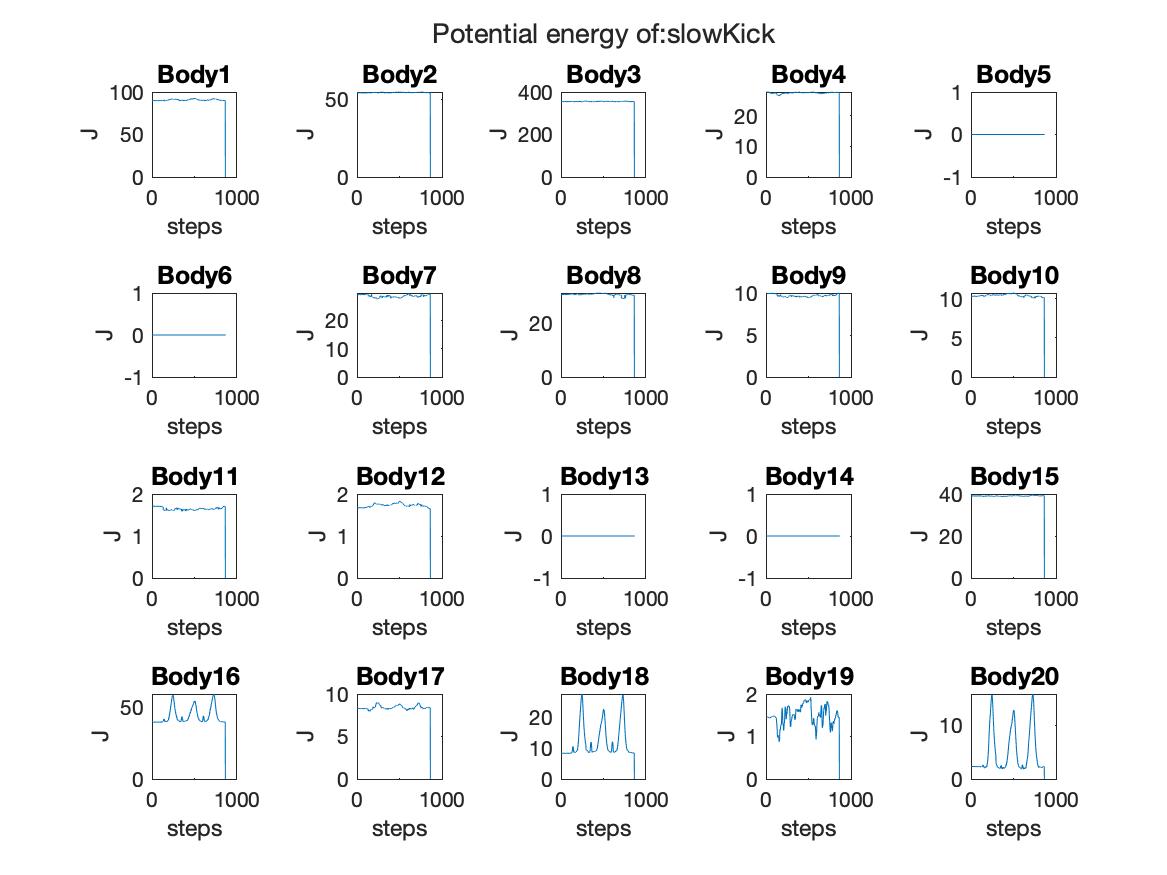 Potential energy of:slowKick
Body1 Body2 Body3 Body4 Body5
100 50 400 20 1
J 50 J J 200 J 10 J 0
0 0 0 0 -1
0 1000 0 1000 0 1000 0 1000 0 1000
steps steps steps steps steps
Body6 Body7 Body8 Body9 Body10
1 20 20 10 10
J 0 J 10 J J 5 J 5
-1 0 0 0 0
0 1000 0 1000 0 1000 0 1000 0 1000
steps steps steps steps steps
Body11 Body12 Body13 Body14 Body15
2 2 1 1 40
J 1 J 1 J 0 J 0 J 20
0 0 -1 -1 0
0 1000 0 1000 0 1000 0 1000 0 1000
steps steps steps steps steps
Body16 Body17 Body18 Body19 Body20
50 10 20 2 10
J J 5 J 10 J 1 J
0 0 0 0 0
0 1000 0 1000 0 1000 0 1000 0 1000
steps steps steps steps steps